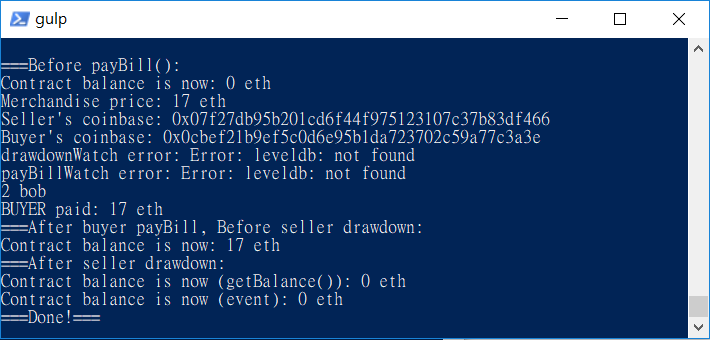 gulp
===Before payBill():
Contract balance is now: 0 eth
Merchandise price: 17 eth
Seller's coinbase: 0x07f27db95b201cd6f44f975123107c37b83df466
Buyer's coinbase: 0x0cbef21b9ef5c0d6e95b1da723702c59a77c3a3e
drawdownWatch error: Error: leveldb: not found
payBillWatch error: Error: leveldb: not found
2 bob
BUYER paid: 17 eth
===After buyer payBill, Before seller drawdown:
Contract balance is now: 17 eth
===After seller drawdown:
Contract balance is now (getBalance()): 0 eth
Contract balance is now (event): 0 eth
===Done!===